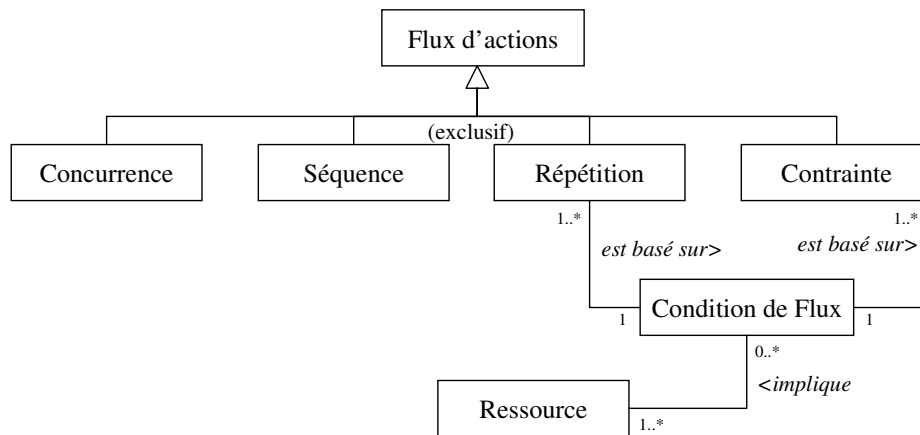 Flux d'actions
(exclusif)
Concurrence
Séquence
Répétition
Contrainte
1..*
1..*
est basé sur>
est basé sur>
Condition de Flux
1
1
0..*
<implique
Ressource
1..*